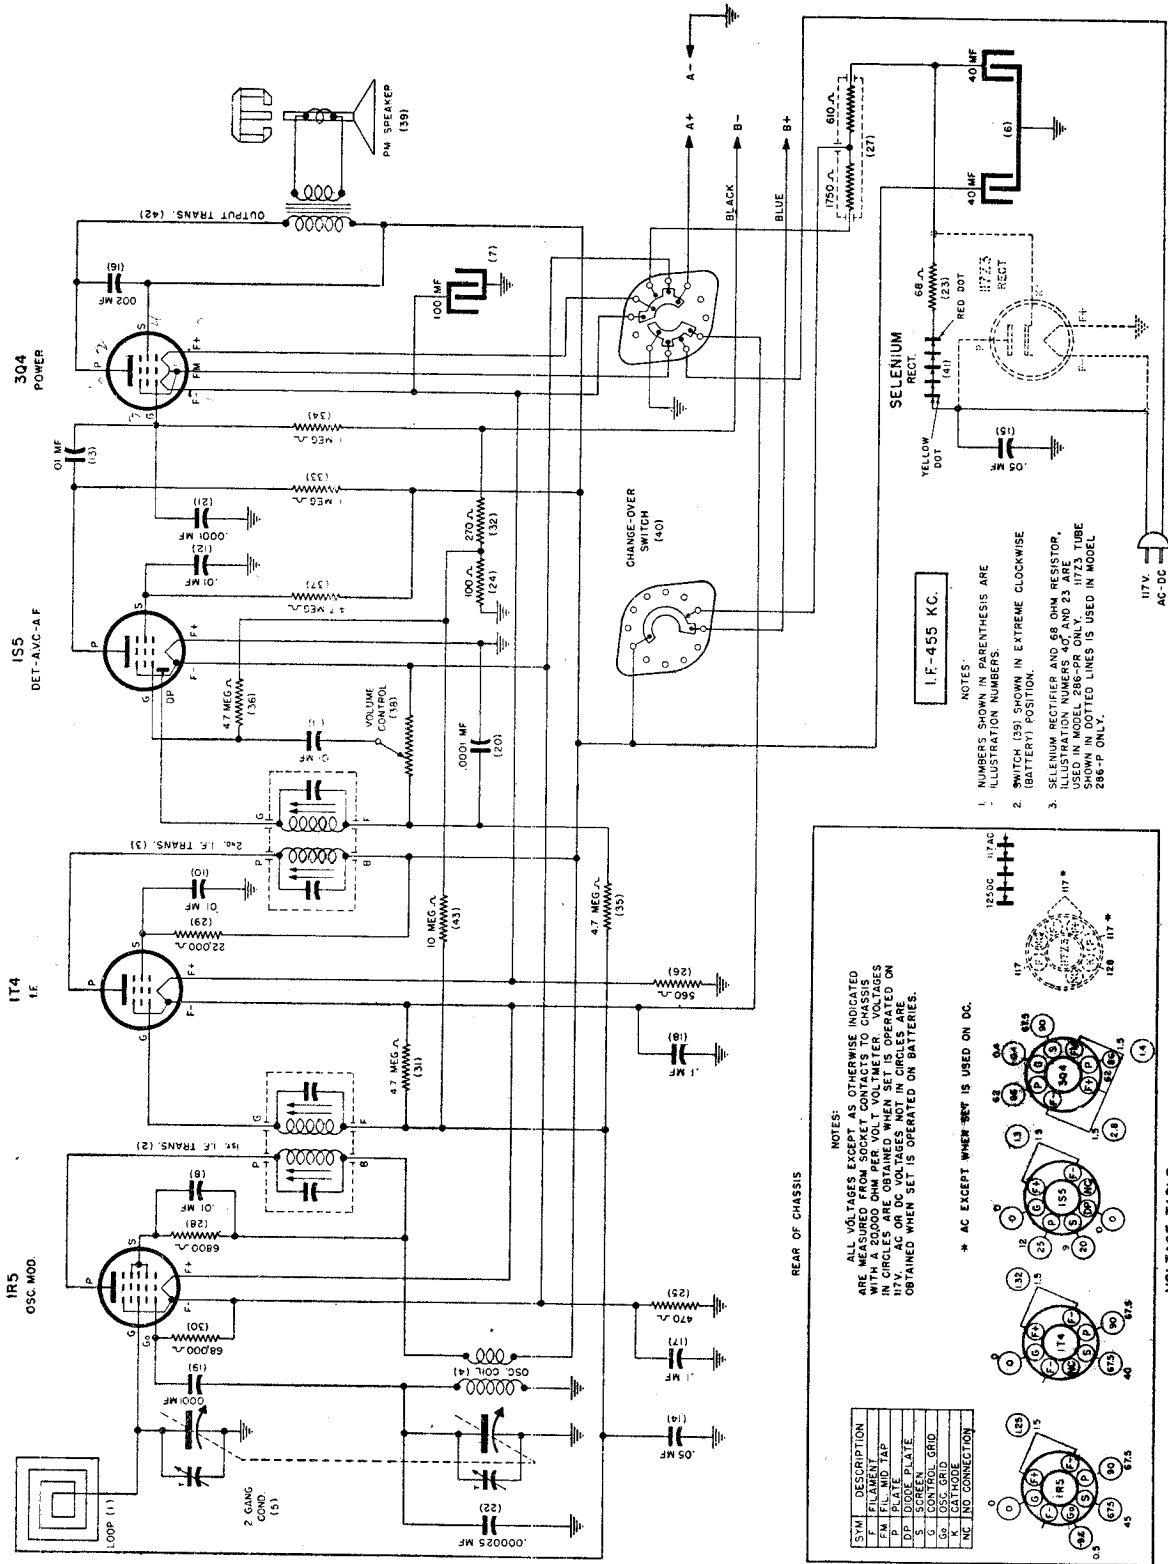 1R5
OSC. MOD.
1T4
I.F.
1S5
DET-A.V.C-A.F.
3Q4
POWER
LOOP (1)
2 GANG
COND.
(5)
.0001MF
(19)
68,000
(30)
P
G
Go
S
F-
F+
6800
(28)
.01 MF
(8)
1st. I.F. TRANS. (2)
P
G
B
F
OSC. COIL (4)
.000025 MF
(22)
.05 MF
(14)
.1 MF
(17)
470
(25)
P
G
S
F-
F+
4.7 MEG
(31)
22,000
(29)
.01 MF
(10)
2ND. I.F. TRANS. (3)
P
G
B
F
10 MEG
(43)
.1 MF
(18)
560
(26)
4.7 MEG
(35)
P
G
S
DP
F-
F+
4.7 MEG
(36)
VOLUME
CONTROL
(38)
.0001 MF
(20)
4.7 MEG
(37)
.01 MF
(12)
.0001 MF
(21)
1 MEG
(33)
1 MEG
(34)
100
(24)
270
(32)
.01 MF
(13)
P
G
S
F-
FM
F+
.002 MF
(16)
OUTPUT TRANS. (42)
PM SPEAKER
(39)
100 MF
(7)
CHANGE-OVER
SWITCH
(40)
A-
A+
B-
BLACK
B+
BLUE
1750
610
(27)
40 MF
40 MF
(6)
68
(23)
RED DOT
117Z3
RECT
SELENIUM
RECT.
(41)
YELLOW
DOT
P
K
F-
F+
.05 MF
(15)
117V.
AC-DC
I.F.-455 KC.
NOTES:
1. NUMBERS SHOWN IN PARENTHESIS ARE
ILLUSTRATION NUMBERS.
2. SWITCH (39) SHOWN IN EXTREME CLOCKWISE
(BATTERY) POSITION.
3. SELENIUM RECTIFIER AND 68 OHM RESISTOR,
ILLUSTRATION NUMERS 40, AND 23 ARE
USED IN MODEL 286-PR ONLY. 117Z3 TUBE
SHOWN IN DOTTED LINES IS USED IN MODEL
286-P ONLY.
REAR OF CHASSIS
NOTES:
ALL VOLTAGES EXCEPT AS OTHERWISE INDICATED
ARE MEASURED FROM SOCKET CONTACTS TO CHASSIS
WITH A 20,000 OHM PER VOLT VOLTMETER. VOLTAGES
IN CIRCLES ARE OBTAINED WHEN SET IS OPERATED ON
117V. AC OR DC VOLTAGES NOT IN CIRCLES ARE
OBTAINED WHEN SET IS OPERATED ON BATTERIES.
* AC EXCEPT WHEN SET IS USED ON DC.
SYM. DESCRIPTION
F FILAMENT
FM FIL. MID TAP
P PLATE
DP DIODE PLATE
S SCREEN
G CONTROL GRID
Go OSC. GRID
K CATHODE
NC NO CONNECTION
1R5
1T4
1S5
3Q4
117Z3
125DC 117AC